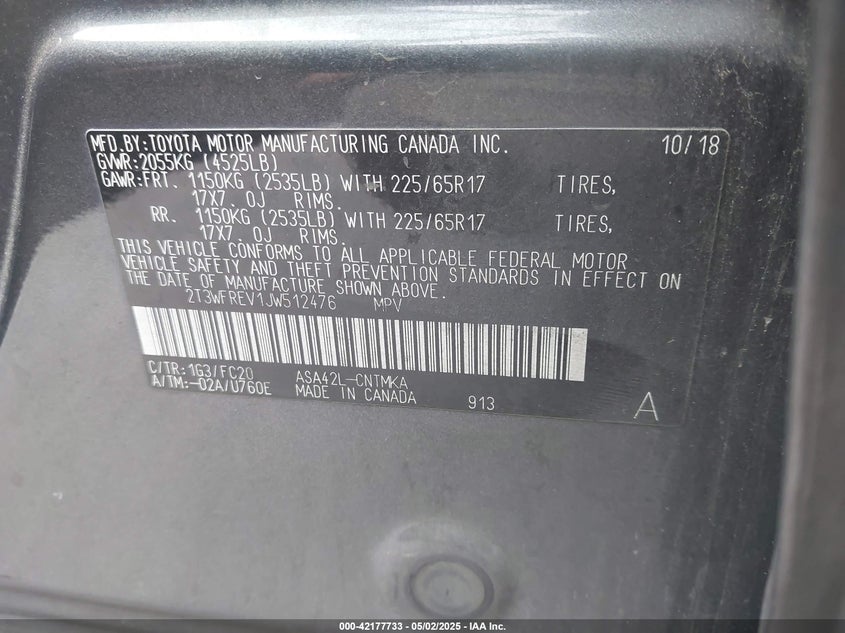 MFD.BY:TOYOTA MOTOR MANUFACTURING CANADA INC. 10/18
GVWR:2055KG (4525LB)
GAWR:FRT. 1150KG (2535LB) WITH 225/65R17 TIRES,
17X7.0J RIMS.
RR. 1150KG (2535LB) WITH 225/65R17 TIRES,
17X7.0J RIMS.
THIS VEHICLE CONFORMS TO ALL APPLICABLE FEDERAL MOTOR
VEHICLE SAFETY AND THEFT PREVENTION STANDARDS IN EFFECT ON
THE DATE OF MANUFACTURE SHOWN ABOVE.
2T3WFREV1JW512476 MPV
C/TR:1G3/FC20 ASA42L-CNTMKA
A/TM:-02A/U760E MADE IN CANADA 913 A
000-42177733 - 05/02/2025 - IAA Inc.